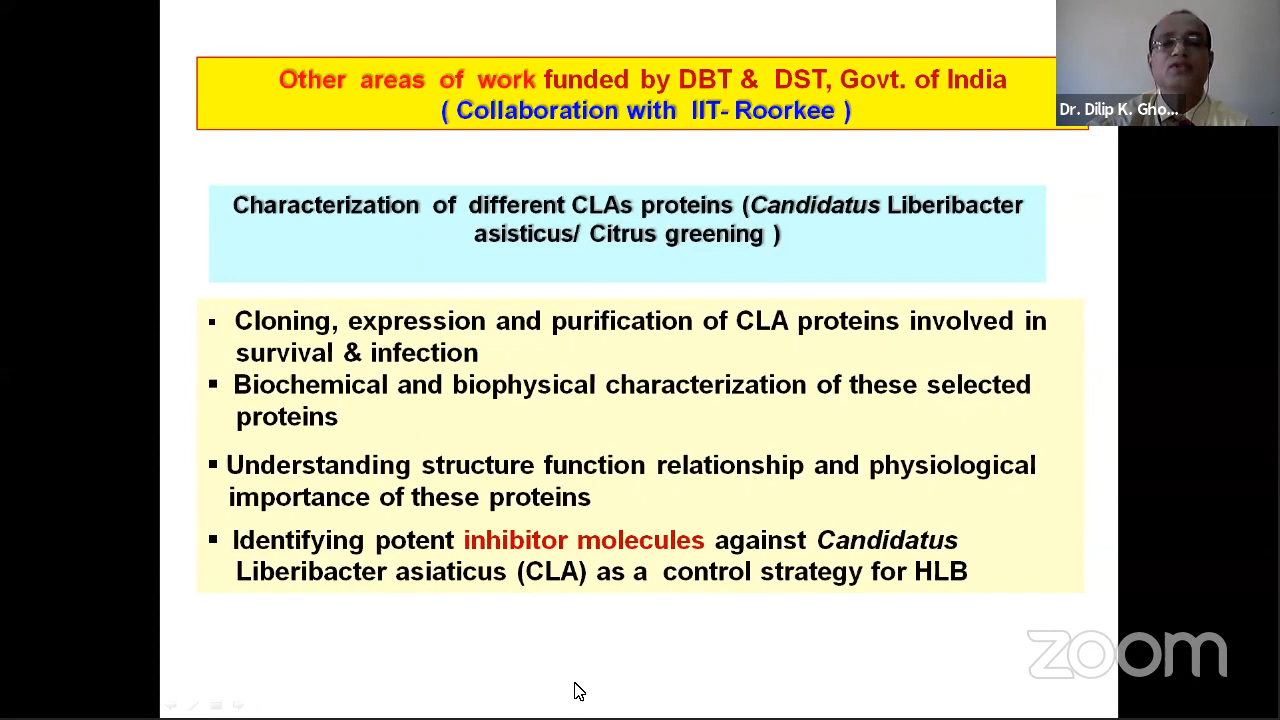 Other areas of work funded by DBT & DST, Govt. of India
( Collaboration with IIT- Roorkee )
Dr. Dilip K. Gho...
Characterization of different CLAs proteins (Candidatus Liberibacter
asisticus/ Citrus greening )
▪ Cloning, expression and purification of CLA proteins involved in
survival & infection
▪ Biochemical and biophysical characterization of these selected
proteins
▪ Understanding structure function relationship and physiological
importance of these proteins
▪ Identifying potent inhibitor molecules against Candidatus
Liberibacter asiaticus (CLA) as a control strategy for HLB
zoom